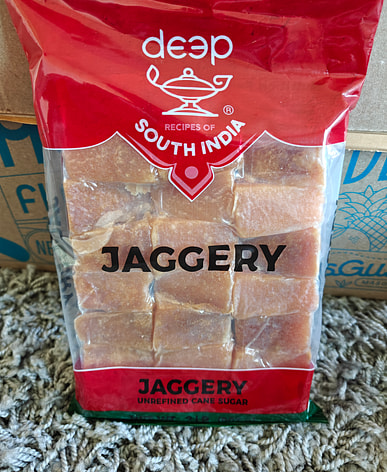 deep
®
RECIPES OF
SOUTH INDIA
JAGGERY
JAGGERY
UNREFINED CANE SUGAR